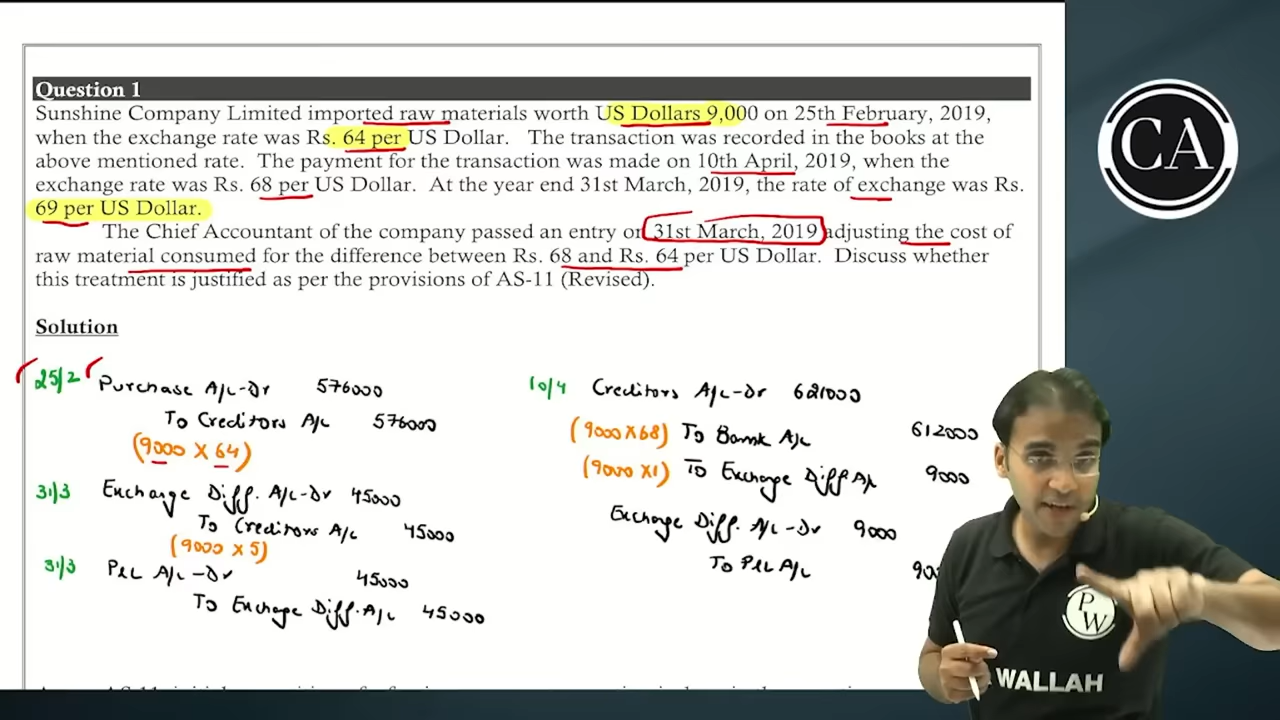 Question 1
Sunshine Company Limited imported raw materials worth US Dollars 9,000 on 25th February, 2019,
when the exchange rate was Rs. 64 per US Dollar. The transaction was recorded in the books at the
above mentioned rate. The payment for the transaction was made on 10th April, 2019, when the
exchange rate was Rs. 68 per US Dollar. At the year end 31st March, 2019, the rate of exchange was Rs.
69 per US Dollar.
The Chief Accountant of the company passed an entry on 31st March, 2019 adjusting the cost of
raw material consumed for the difference between Rs. 68 and Rs. 64 per US Dollar. Discuss whether
this treatment is justified as per the provisions of AS-11 (Revised).
Solution
25/2 Purchase A/c-Dr 576000
To Creditors A/c 576000
(9000 X 64)
31/3 Exchange Diff. A/c-Dr 45000
To Creditors A/c 45000
(9000 X 5)
31/3 P&L A/c-Dr 45000
To Exchage Diff. A/c 45000
10/4 Creditors A/c-Dr 621000
(9000 X 68) To Bank A/c 612000
(9000 X 1) To Exchange Diff A/c 9000
Exchange Diff. A/c-Dr 9000
To P&L A/c
CA
PW
WALLAH